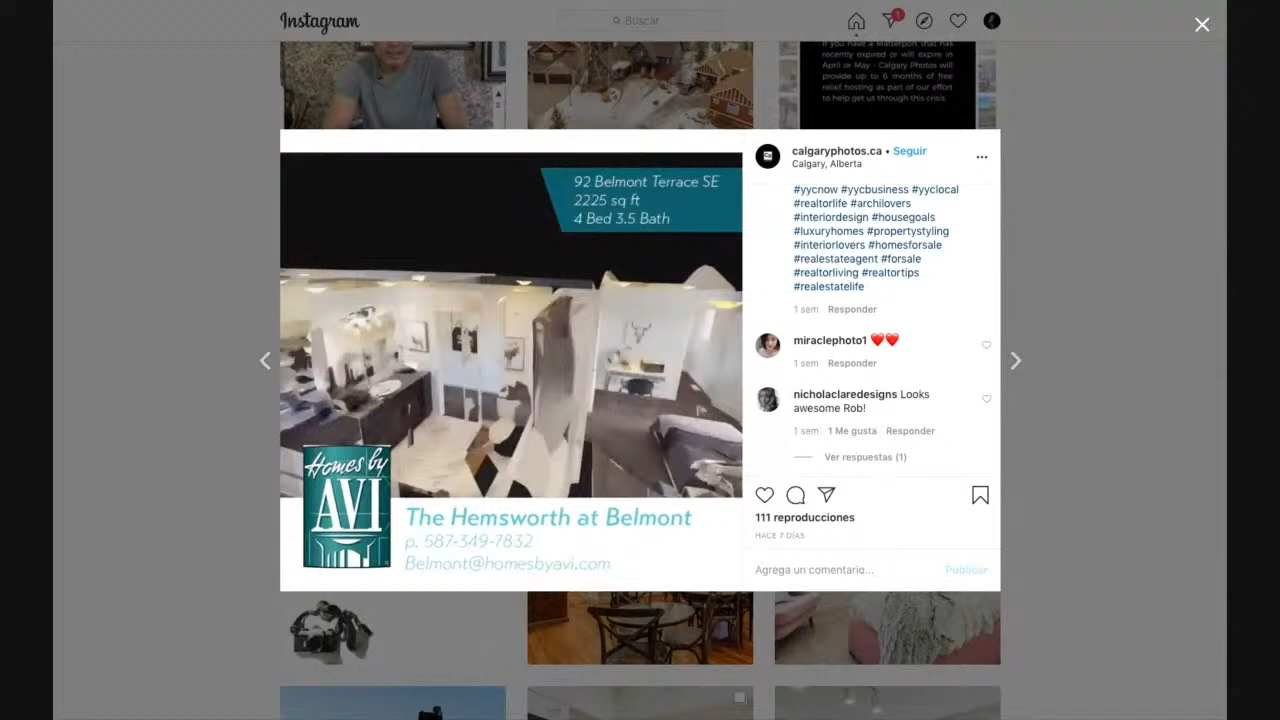 Instagram
Buscar
1
If you have a Matterport that has
recently expired or will expire in
April or May - Calgary Photos will
provide up to 6 months of free
relief hosting as part of our effort
to help get us through this crisis.
92 Belmont Terrace SE
2225 sq ft
4 Bed 3.5 Bath
Homes by
AVI
The Hemsworth at Belmont
p. 587-349-7832
Belmont@homesbyavi.com
calgaryphotos.ca • Seguir
Calgary, Alberta
#yycnow #yycbusiness #yyclocal
#realtorlife #archilovers
#interiordesign #housegoals
#luxuryhomes #propertystyling
#interiorlovers #homesforsale
#realestateagent #forsale
#realtorliving #realtortips
#realestatelife
1 sem Responder
miraclephoto1 ❤️❤️
1 sem Responder
nicholaclaredesigns Looks
awesome Rob!
1 sem 1 Me gusta Responder
Ver respuestas (1)
111 reproducciones
HACE 7 DÍAS
Agrega un comentario... Publicar